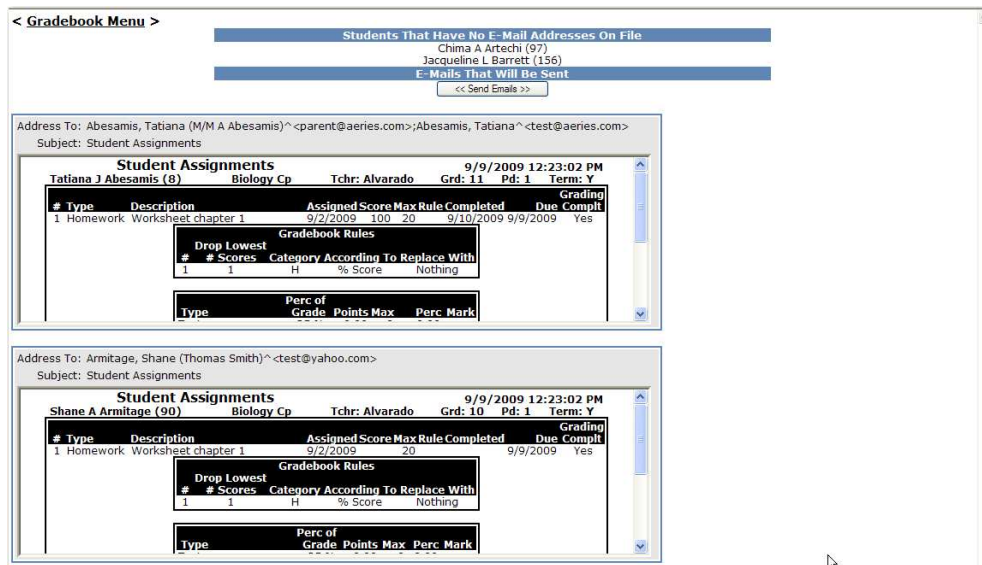 < Gradebook Menu >
Students That Have No E-Mail Addresses On File
Chima A Artechi (97)
Jacqueline L Barrett (156)
E-Mails That Will Be Sent
<< Send Emails >>
Address To: Abesamis, Tatiana (M/M A Abesamis)^<parent@aeries.com>;Abesamis, Tatiana^<test@aeries.com>
Subject: Student Assignments
Student Assignments 9/9/2009 12:23:02 PM
Tatiana J Abesamis (8) Biology Cp Tchr: Alvarado Grd: 11 Pd: 1 Term: Y
Grading
# Type Description Assigned Score Max Rule Completed Due Complt
1 Homework Worksheet chapter 1 9/2/2009 100 20 9/10/2009 9/9/2009 Yes
Gradebook Rules
Drop Lowest
# # Scores Category According To Replace With
1 1 H % Score Nothing
Perc of
Type Grade Points Max Perc Mark
Address To: Armitage, Shane (Thomas Smith)^<test@yahoo.com>
Subject: Student Assignments
Student Assignments 9/9/2009 12:23:02 PM
Shane A Armitage (90) Biology Cp Tchr: Alvarado Grd: 10 Pd: 1 Term: Y
Grading
# Type Description Assigned Score Max Rule Completed Due Complt
1 Homework Worksheet chapter 1 9/2/2009 20 9/9/2009 Yes
Gradebook Rules
Drop Lowest
# # Scores Category According To Replace With
1 1 H % Score Nothing
Perc of
Type Grade Points Max Perc Mark